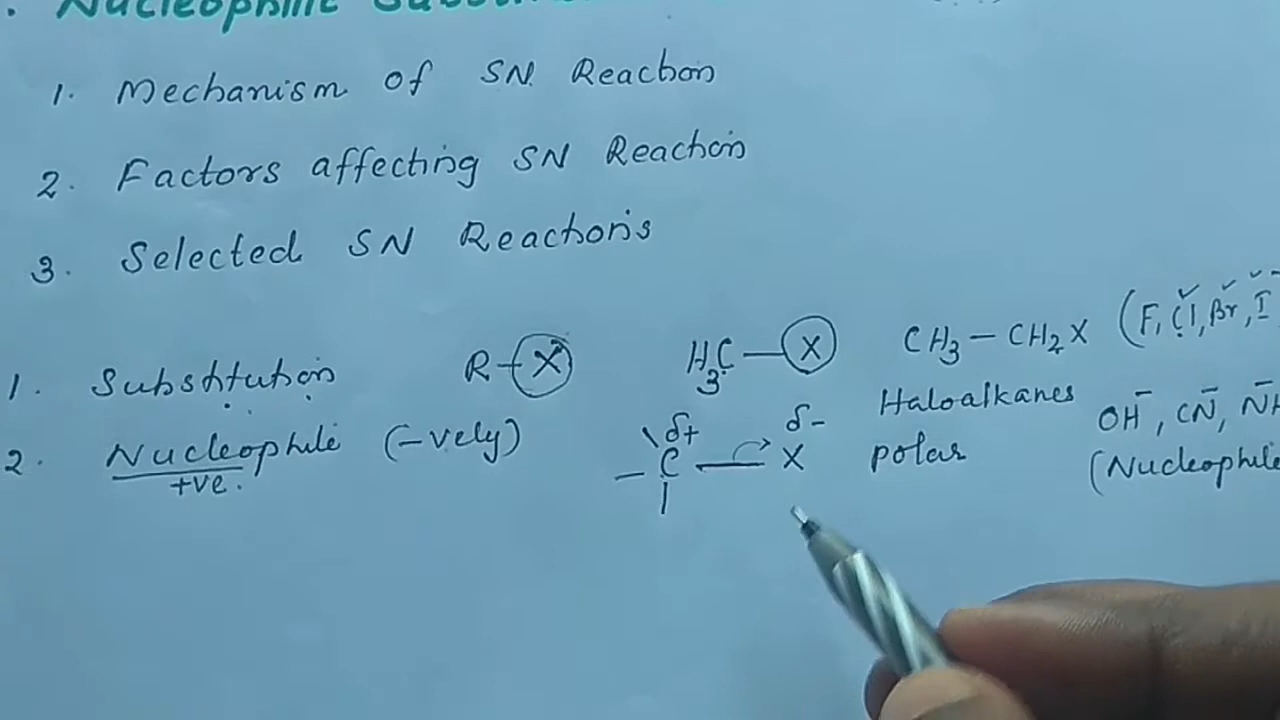 Nucleophilic
1. Mechanism of SN Reaction
2. Factors affecting SN Reaction
3. Selected SN Reactions
1. Substitution R-X H3C-X CH3-CH2X (F, Cl, Br, I
Haloalkanes
2. Nucleophile (-vely) δ+ δ- OH-, CN-, NH
+ve. C X polar (Nucleophile